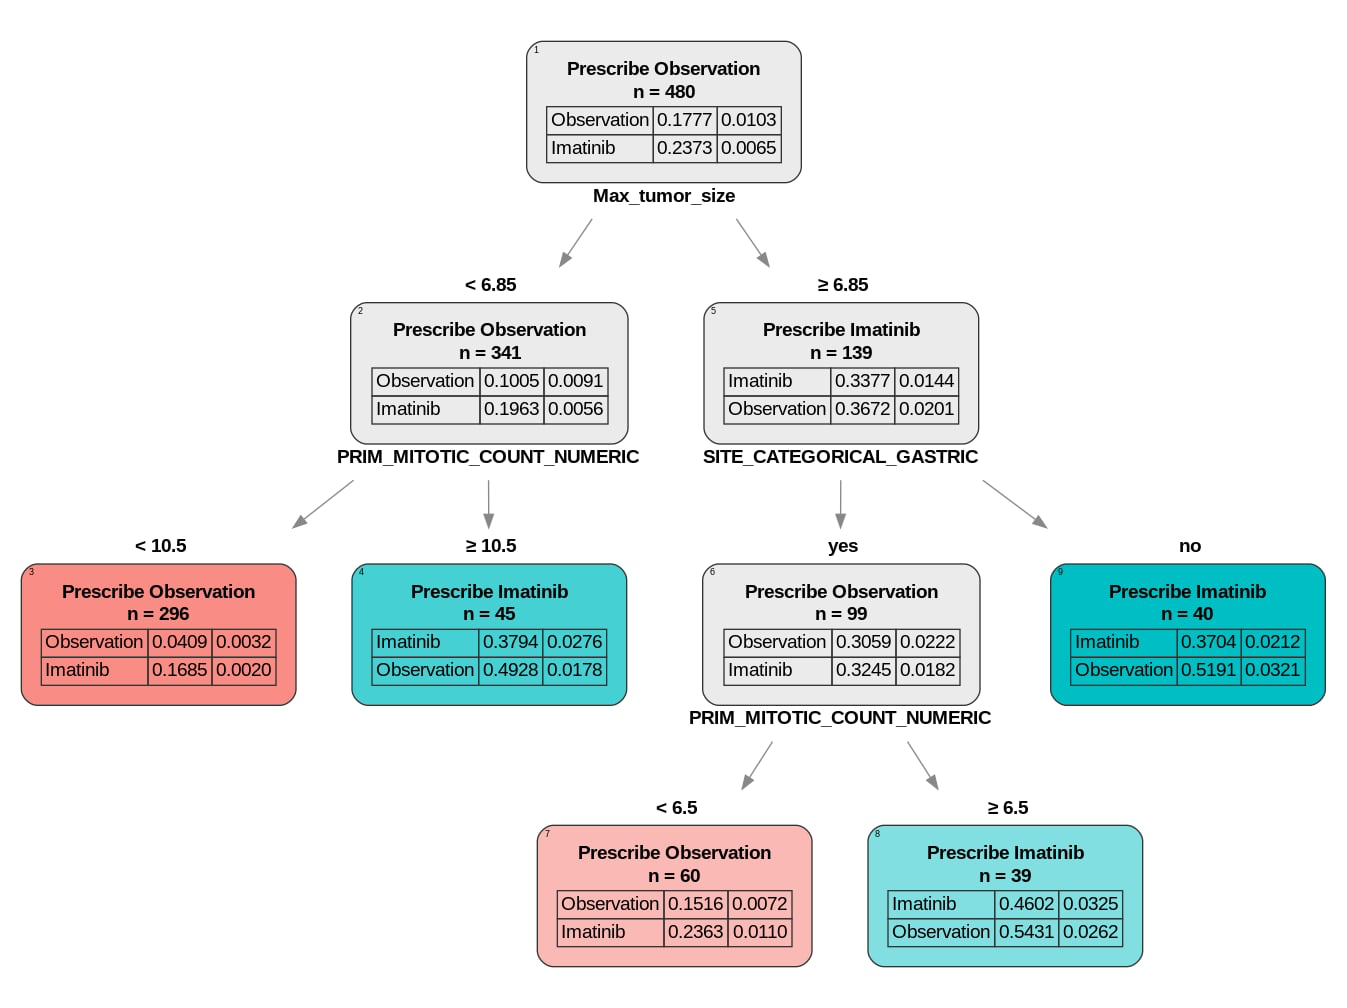 1
Prescribe Observation
n = 480
Observation 0.1777 0.0103
Imatinib 0.2373 0.0065
Max_tumor_size
< 6.85
≥ 6.85
2
Prescribe Observation
n = 341
Observation 0.1005 0.0091
Imatinib 0.1963 0.0056
PRIM_MITOTIC_COUNT_NUMERIC
5
Prescribe Imatinib
n = 139
Imatinib 0.3377 0.0144
Observation 0.3672 0.0201
SITE_CATEGORICAL_GASTRIC
< 10.5
≥ 10.5
yes
no
3
Prescribe Observation
n = 296
Observation 0.0409 0.0032
Imatinib 0.1685 0.0020
4
Prescribe Imatinib
n = 45
Imatinib 0.3794 0.0276
Observation 0.4928 0.0178
6
Prescribe Observation
n = 99
Observation 0.3059 0.0222
Imatinib 0.3245 0.0182
PRIM_MITOTIC_COUNT_NUMERIC
9
Prescribe Imatinib
n = 40
Imatinib 0.3704 0.0212
Observation 0.5191 0.0321
< 6.5
≥ 6.5
7
Prescribe Observation
n = 60
Observation 0.1516 0.0072
Imatinib 0.2363 0.0110
8
Prescribe Imatinib
n = 39
Imatinib 0.4602 0.0325
Observation 0.5431 0.0262